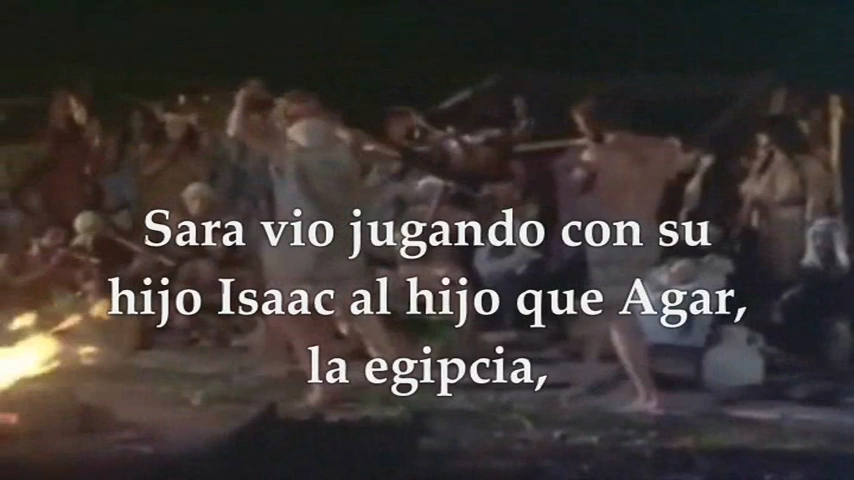 Sara vio jugando con su
hijo Isaac al hijo que Agar,
la egipcia,